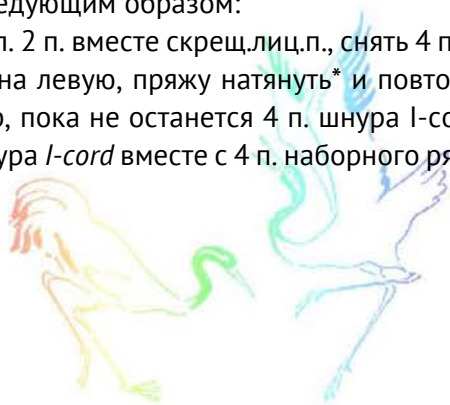 едующим образом:
п. 2 п. вместе скрещ.лиц.п., снять 4 п
на левую, пряжу натянуть* и повто
о, пока не останется 4 п. шнура I-co
ура I-cord вместе с 4 п. наборного ря